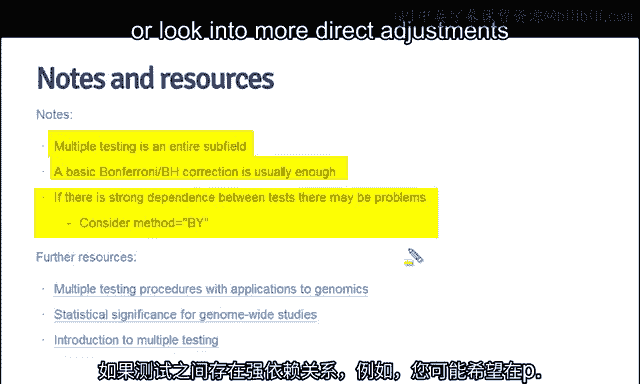 or look into more direct adjustments
Notes and resources
Notes:
· Multiple testing is an entire subfield
· A basic Bonferroni/BH correction is usually enough
· If there is strong dependence between tests there may be problems
- Consider method="BY"
Further resources:
· Multiple testing procedures with applications to genomics
· Statistical significance for genome-wide studies
· Introduction to multiple testing
如果测试之间存在强依赖关系，例如，您可能希望在p.